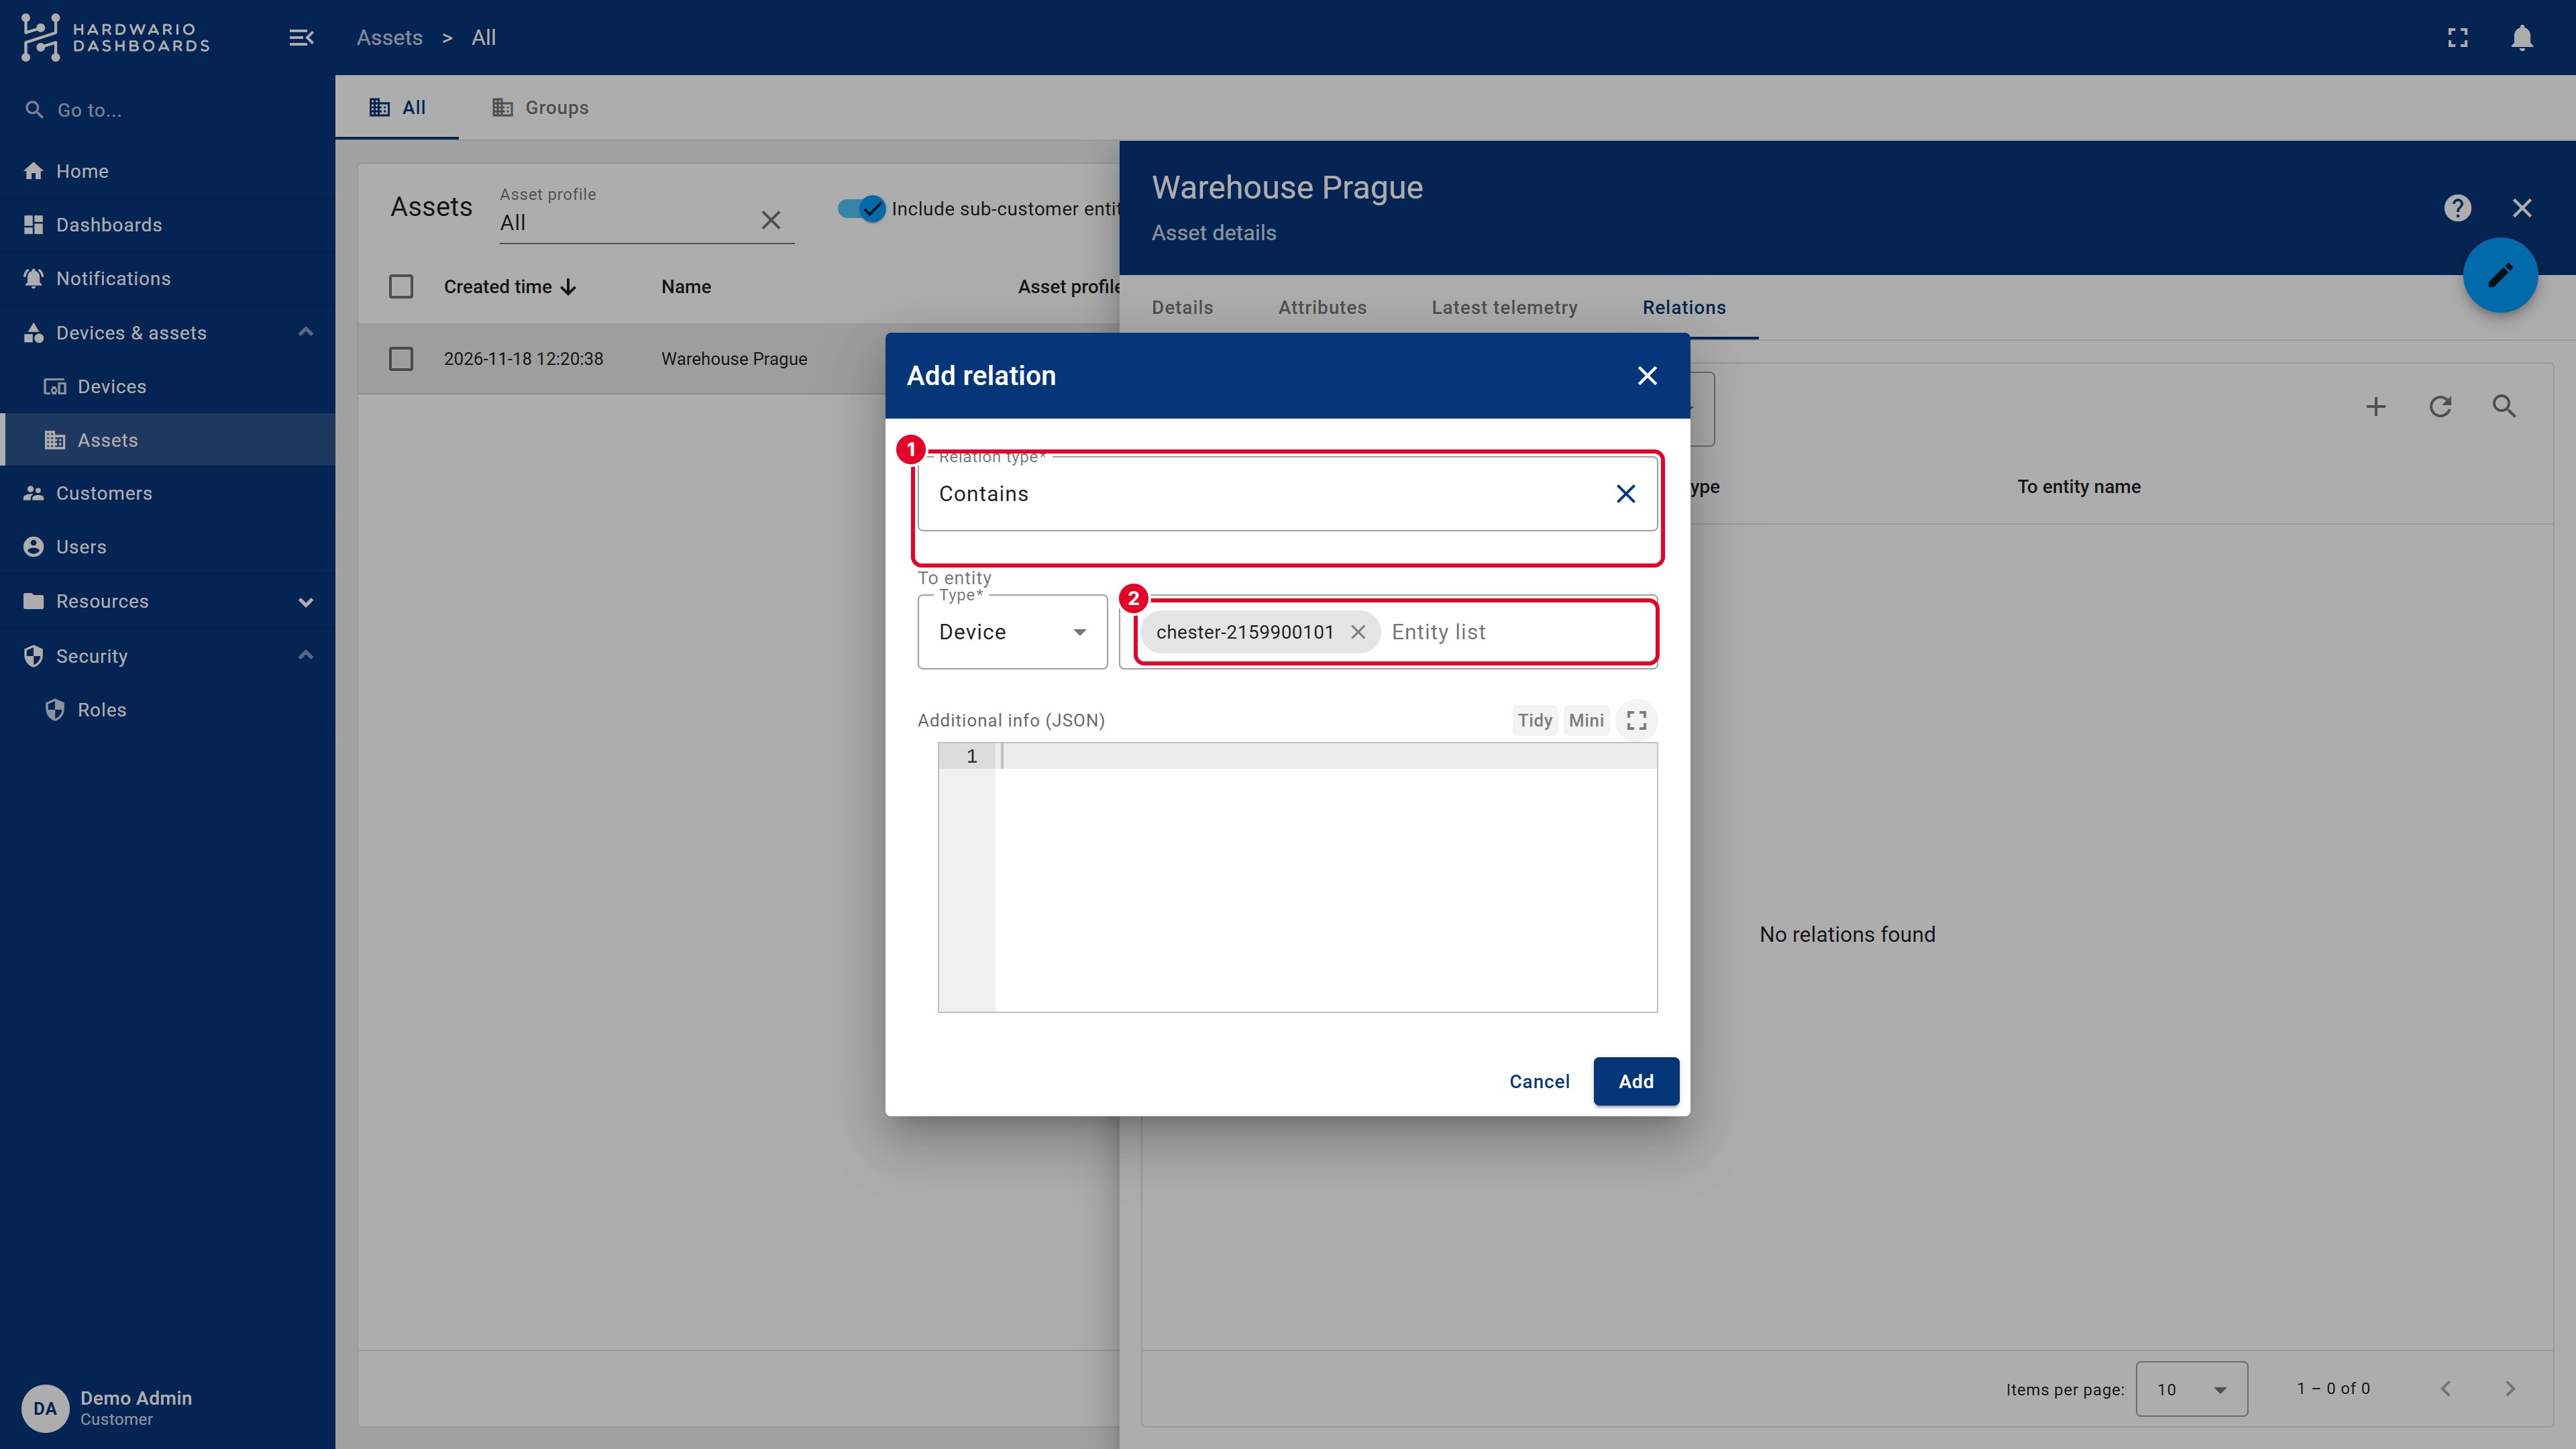 HARDWARIO
DASHBOARDS
Assets > All
Go to...
Home
Dashboards
Notifications
Devices & assets
Devices
Assets
Customers
Users
Resources
Security
Roles
DA
Demo Admin
Customer
All
Groups
Assets
Asset profile
All
Include sub-customer entit
Created time
Name
Asset profile
2026-11-18 12:20:38
Warehouse Prague
Warehouse Prague
Asset details
Details
Attributes
Latest telemetry
Relations
ype
To entity name
No relations found
Items per page:
10
1 – 0 of 0
Add relation
1
Relation type*
Contains
To entity
Type*
Device
2
chester-2159900101
Entity list
Additional info (JSON)
Tidy
Mini
1
Cancel
Add